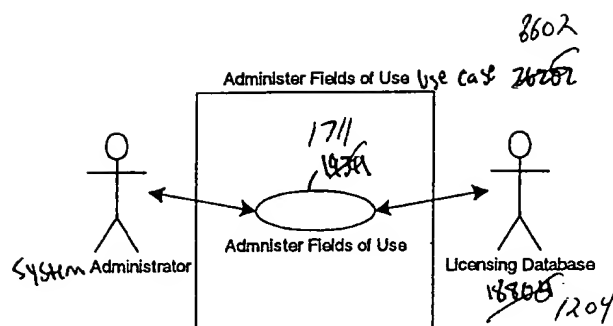 8602
Administer Fields of Use Use case
1711
Admnister Fields of Use
System Administrator
Licensing Database
1204